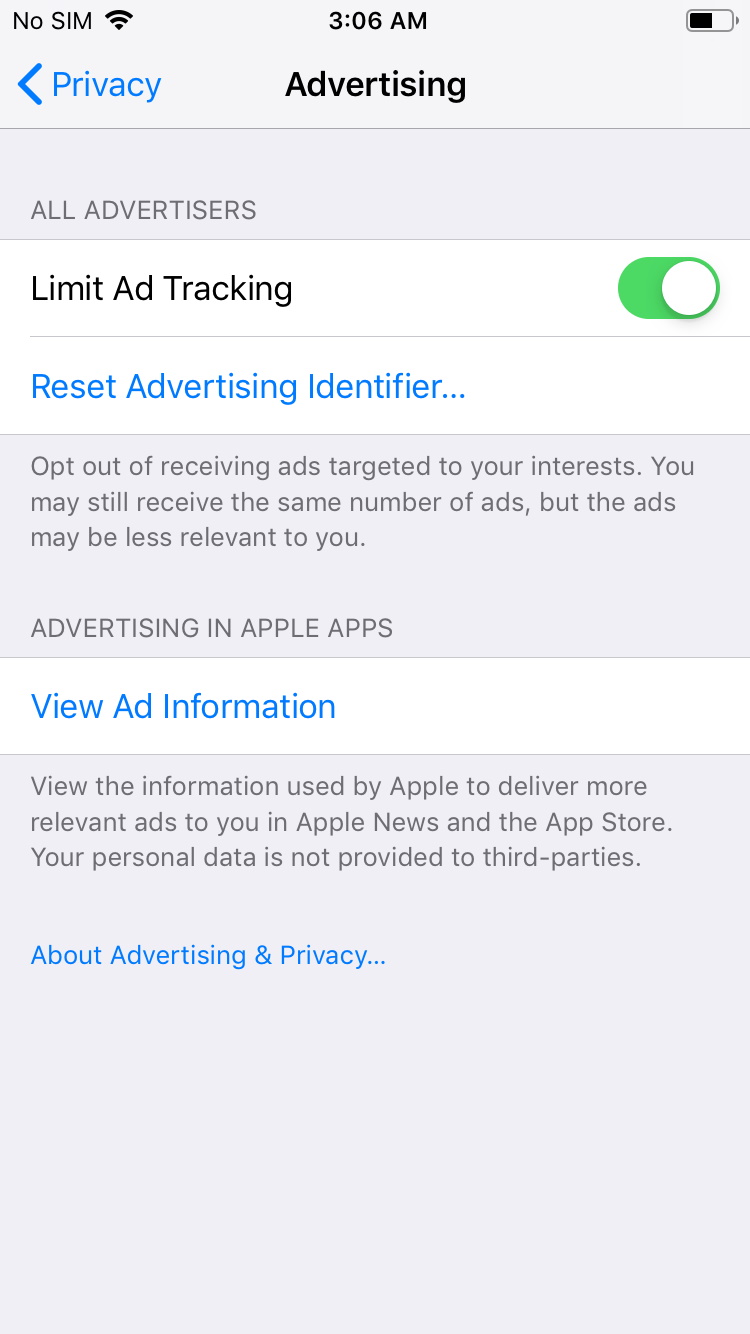 No SIM 3:06 AM
Privacy Advertising
ALL ADVERTISERS
Limit Ad Tracking
Reset Advertising Identifier...
Opt out of receiving ads targeted to your interests. You
may still receive the same number of ads, but the ads
may be less relevant to you.
ADVERTISING IN APPLE APPS
View Ad Information
View the information used by Apple to deliver more
relevant ads to you in Apple News and the App Store.
Your personal data is not provided to third-parties.
About Advertising & Privacy...